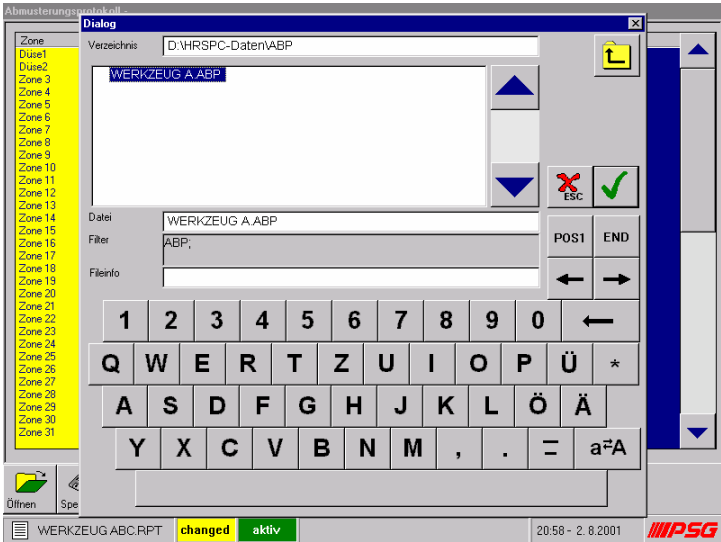 Abmusterungsprotokoll -
Dialog
Verzeichnis
D:\HRSPC-Daten\ABP
WERKZEUG A.ABP
ESC
Datei
WERKZEUG A.ABP
Filter
ABP;
Fileinfo
POS1 END
1 2 3 4 5 6 7 8 9 0
Q W E R T Z U I O P Ü *
A S D F G H J K L Ö Ä
Y X C V B N M , . a⇄A
Zone
Düse1
Düse2
Zone 3
Zone 4
Zone 5
Zone 6
Zone 7
Zone 8
Zone 9
Zone 10
Zone 11
Zone 12
Zone 13
Zone 14
Zone 15
Zone 16
Zone 17
Zone 18
Zone 19
Zone 20
Zone 21
Zone 22
Zone 23
Zone 24
Zone 25
Zone 26
Zone 27
Zone 28
Zone 29
Zone 30
Zone 31
Öffnen Spe
WERKZEUG ABC.RPT changed aktiv 20:58 - 2. 8.2001 PSG